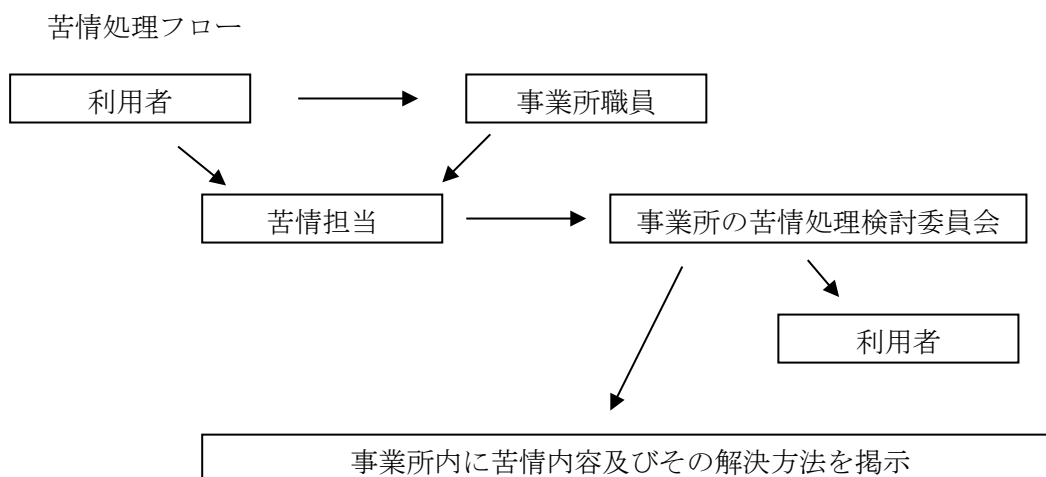 苦情処理フロー
利用者
事業所職員
苦情担当
事業所の苦情処理検討委員会
利用者
事業所内に苦情内容及びその解決方法を掲示